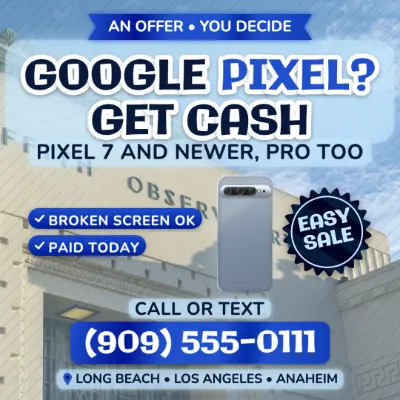 AN OFFER • YOU DECIDE
GOOGLE PIXEL?
GET CASH
PIXEL 7 AND NEWER, PRO TOO
OBSER
BROKEN SCREEN OK
PAID TODAY
EASY
SALE
CALL OR TEXT
(909) 555-0111
LONG BEACH • LOS ANGELES • ANAHEIM